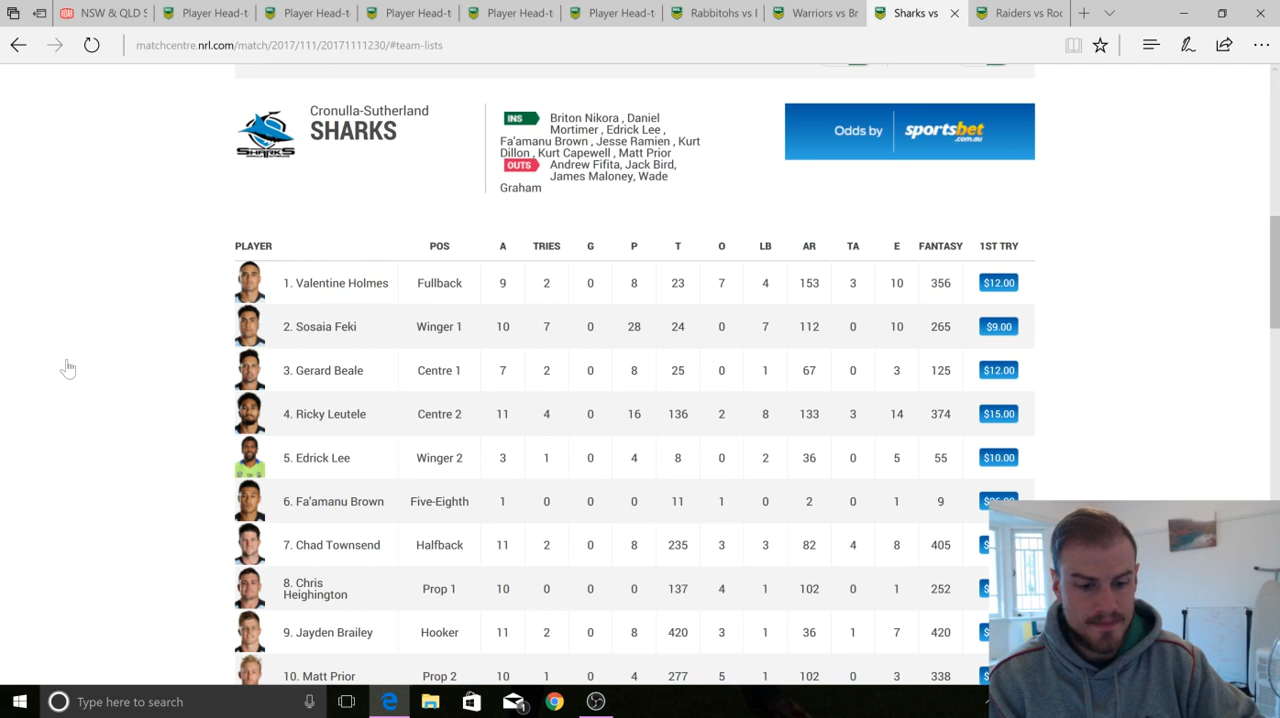 NSW & QLD S
Player Head-t
Player Head-t
Player Head-t
Player Head-t
Rabbitohs vs I
Warriors vs B
Sharks vs
Raiders vs Roo
matchcentre.nrl.com/match/2017/111/20171111230/#team-lists
Cronulla-Sutherland
SHARKS
SHARKS
INS Briton Nikora , Daniel
Mortimer , Edrick Lee ,
Fa'amanu Brown , Jesse Ramien , Kurt
Dillon , Kurt Capewell , Matt Prior
OUTS Andrew Fifita, Jack Bird,
James Maloney, Wade
Graham
Odds by sportsbet.com.au
PLAYER POS A TRIES G P T O LB AR TA E FANTASY 1ST TRY
1. Valentine Holmes Fullback 9 2 0 8 23 7 4 153 3 10 356 $12.00
2. Sosaia Feki Winger 1 10 7 0 28 24 0 7 112 0 10 265 $9.00
3. Gerard Beale Centre 1 7 2 0 8 25 0 1 67 0 3 125 $12.00
4. Ricky Leutele Centre 2 11 4 0 16 136 2 8 133 3 14 374 $15.00
5. Edrick Lee Winger 2 3 1 0 4 8 0 2 36 0 5 55 $10.00
6. Fa'amanu Brown Five-Eighth 1 0 0 0 11 1 0 2 0 1 9
7. Chad Townsend Halfback 11 2 0 8 235 3 3 82 4 8 405 $
8. Chris
Heighington Prop 1 10 0 0 0 137 4 1 102 0 1 252 $
9. Jayden Brailey Hooker 11 2 0 8 420 3 1 36 1 7 420 $
10. Matt Prior Prop 2 11 1 0 4 277 5 1 102 0 3 338 $
Type here to search